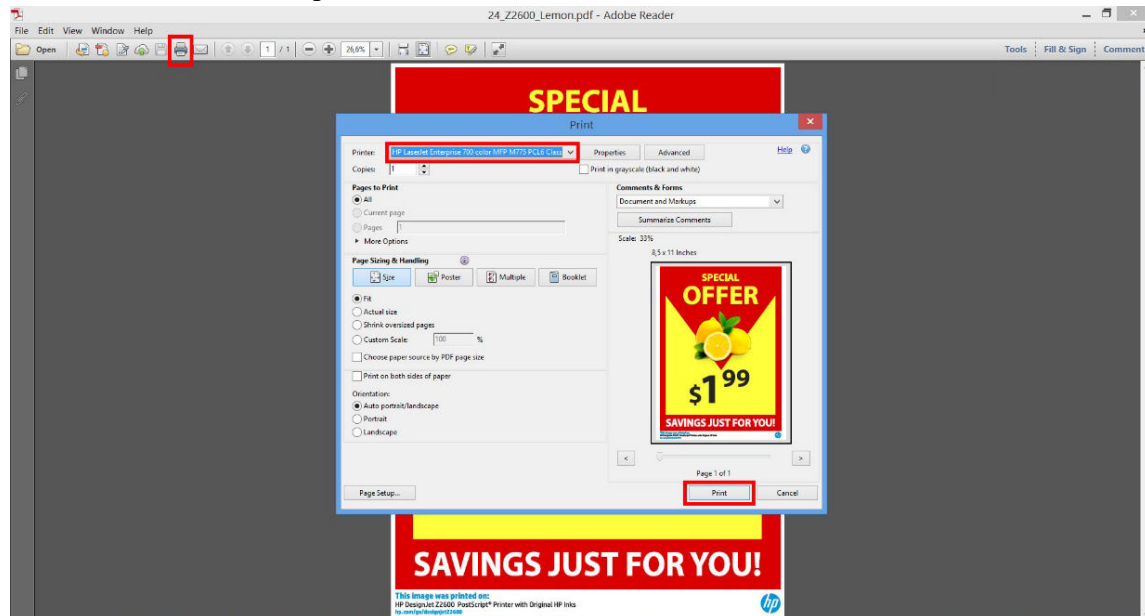 24_Z2600_Lemon.pdf - Adobe Reader
File Edit View Window Help
Open 1 / 1 26,6% Tools Fill & Sign Comment
SPECIAL
Print
Printer: HP LaserJet Enterprise 700 color MFP M775 PCL6 Class Properties Advanced Help
Copies: 1 Print in grayscale (black and white)
Pages to Print
All
Current page
Pages 1
More Options
Comments & Forms
Document and Markups
Summarize Comments
Page Sizing & Handling
Size Poster Multiple Booklet
Fit
Actual size
Shrink oversized pages
Custom Scale: 100 %
Choose paper source by PDF page size
Print on both sides of paper
Orientation:
Auto portrait/landscape
Portrait
Landscape
Scale: 33%
8,5 x 11 Inches
SPECIAL
OFFER
$1 99
SAVINGS JUST FOR YOU!
hp
< >
Page 1 of 1
Page Setup... Print Cancel
SAVINGS JUST FOR YOU!
This image was printed on:
HP DesignJet Z2600 PostScript® Printer with Original HP Inks
hp.com/go/designjetZ2600
hp